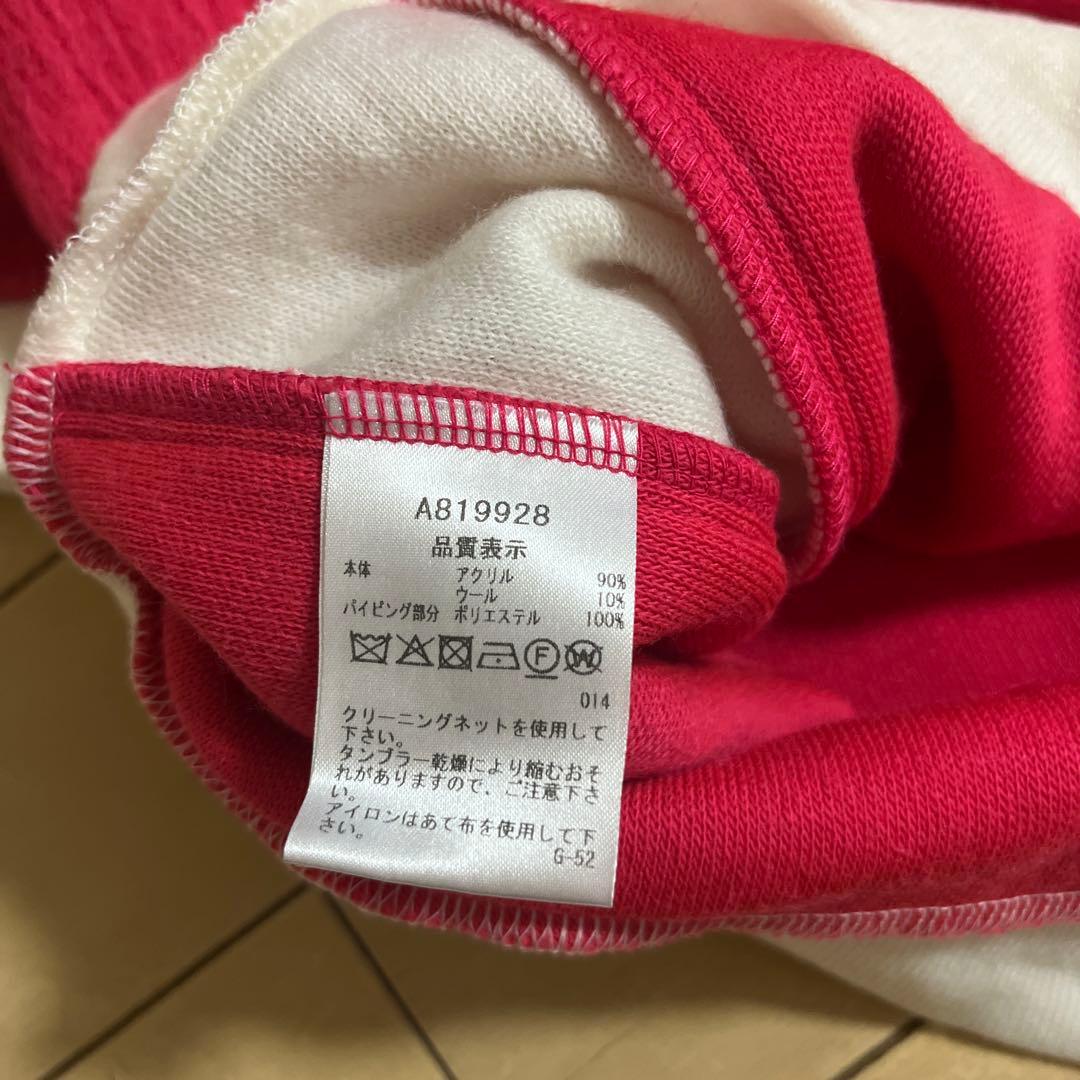 A819928
品質表示
本体 アクリル 90%
ウール 10%
パイピング部分 ポリエステル 100%
F W
014
クリーニングネットを使用して
下さい。
タンブラー乾燥により縮むおそ
れがありますので、ご注意下さ
い。
アイロンはあて布を使用して下
さい。
G-52